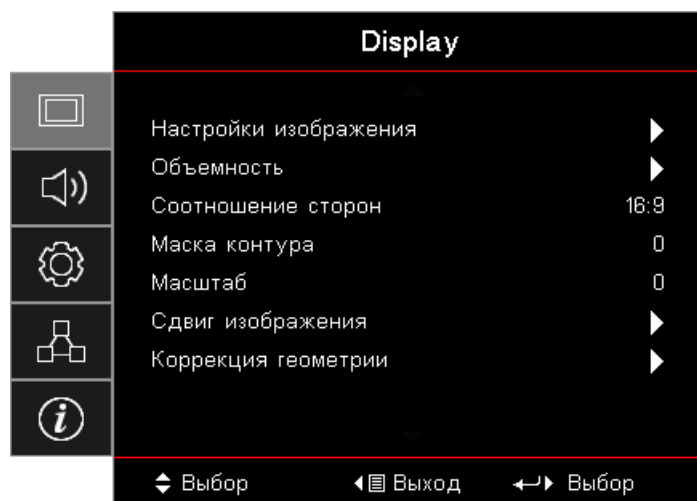 Display
Настройки изображения
Объемность
Соотношение сторон 16:9
Маска контура 0
Масштаб 0
Сдвиг изображения
Коррекция геометрии
Выбор Выход Выбор